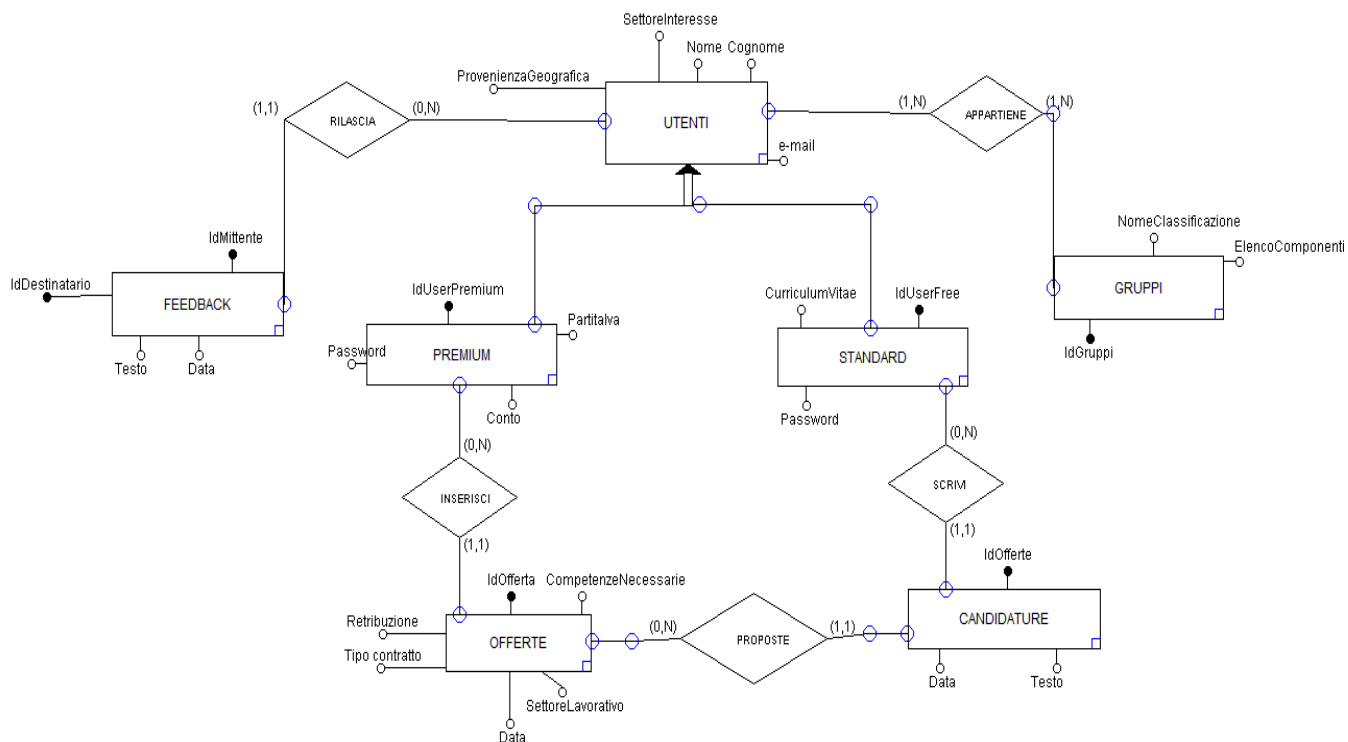 SettoreInteresse
Nome Cognome
ProvenienzaGeografica
(1,1)
(0,N)
(1,N)
(1,N)
RILASCIA
UTENTI
APPARTIENE
e-mail
NomeClassificazione
IdMittente
ElencoComponenti
IdDestinatario
FEEDBACK
IdUserPremium
CurriculumVitae
IdUserFree
GRUPPI
PartitaIva
Password
PREMIUM
STANDARD
IdGruppi
Testo
Data
Conto
Password
(0,N)
(0,N)
INSERISCI
SCRIVI
(1,1)
(1,1)
IdOfferta
CompetenzeNecessarie
IdOfferte
Retribuzione
(0,N)
(1,1)
OFFERTE
PROPOSTE
CANDIDATURE
Tipo contratto
Data
Testo
SettoreLavorativo
Data